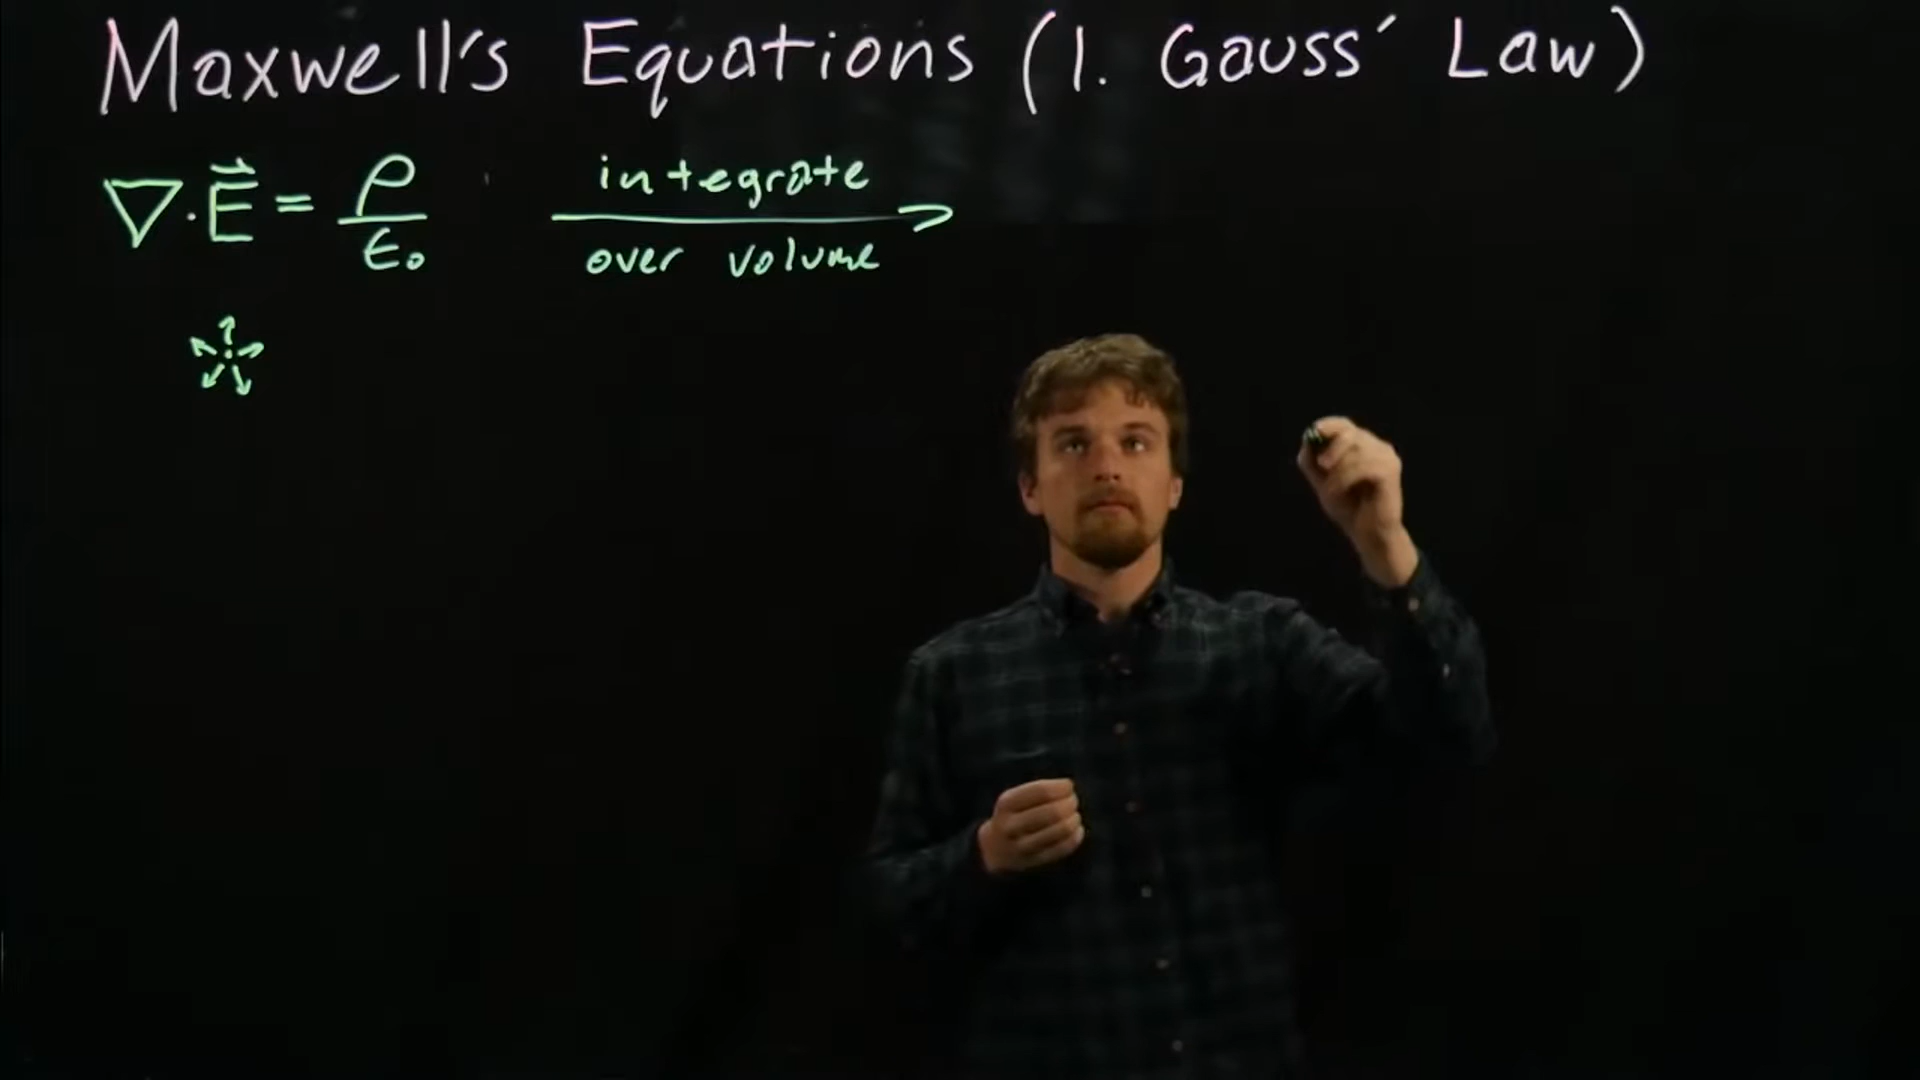 Maxwell's Equations (1. Gauss' Law)
∇·E⃗ = ρ/ϵ₀
integrate
over volume